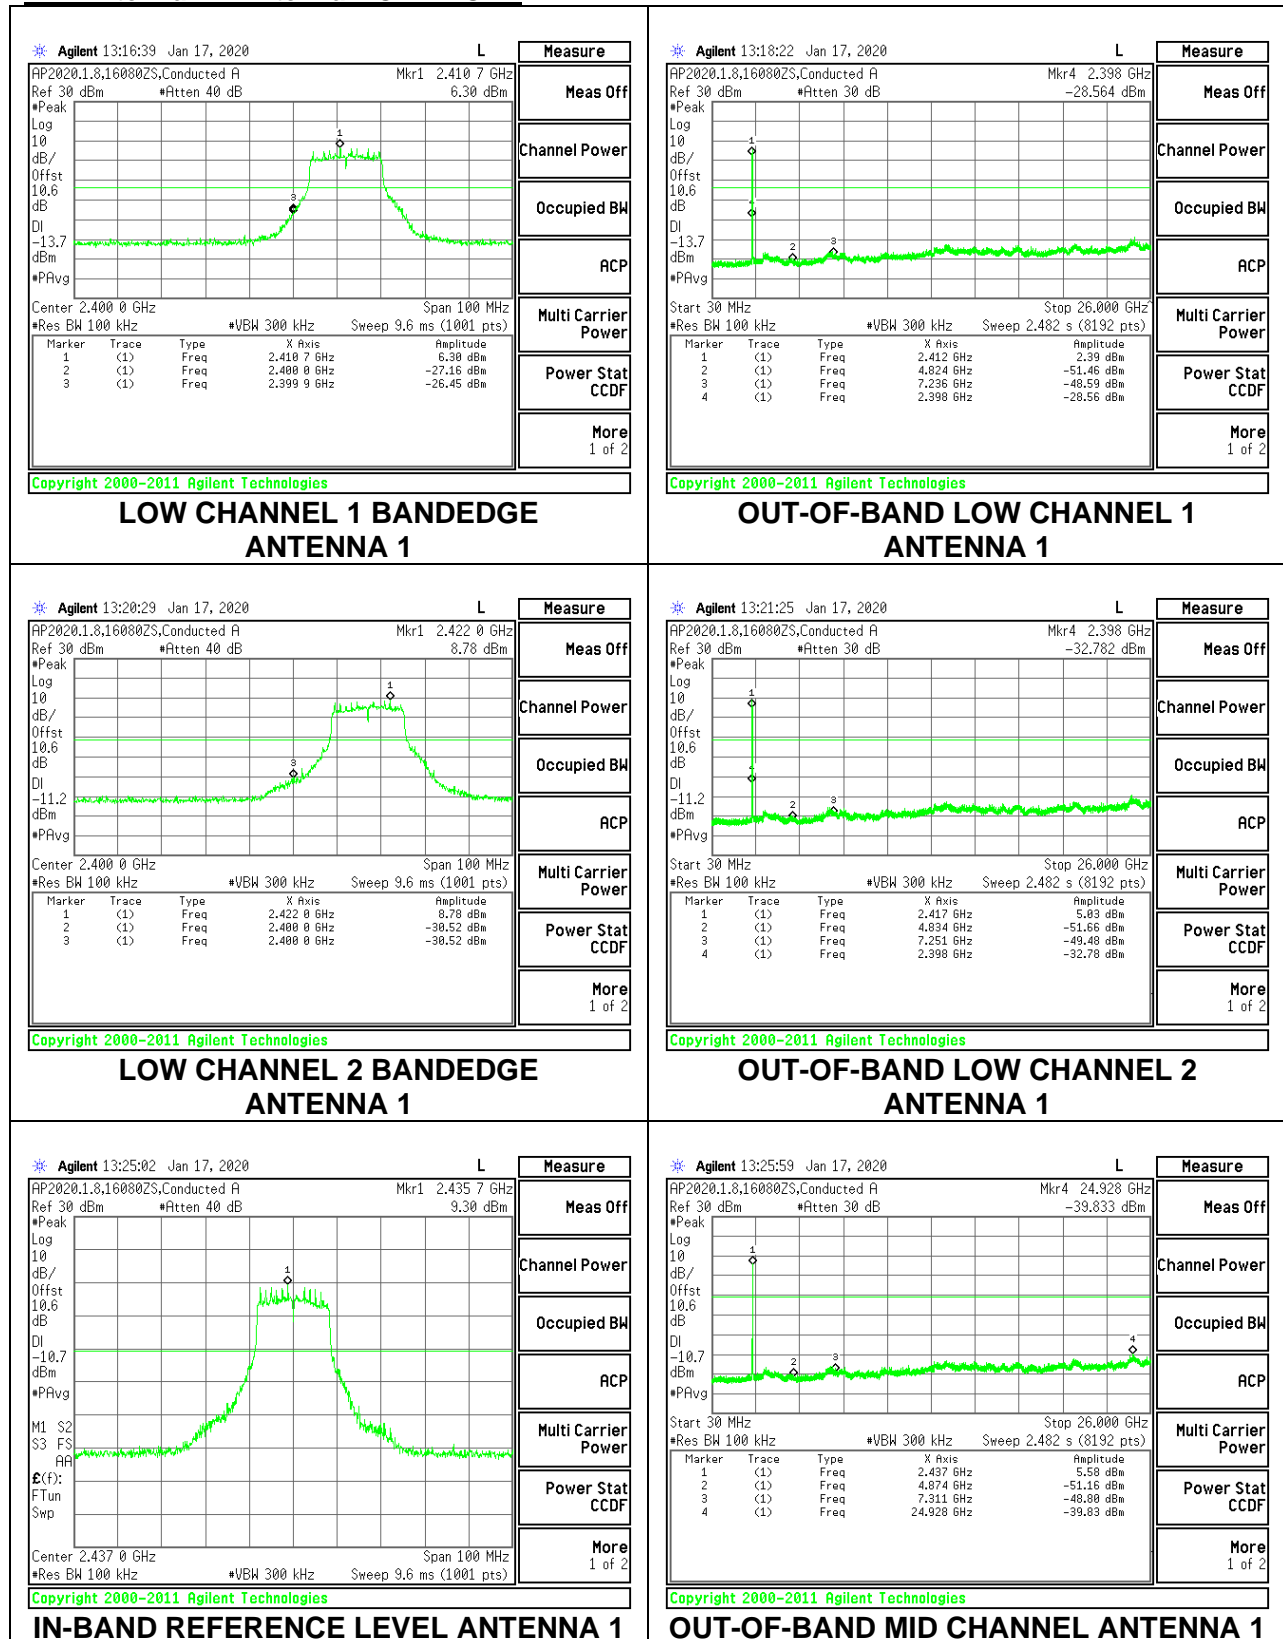 Agilent 13:16:39 Jan 17, 2020 L Measure
AP2020.1.8,16080ZS,Conducted A Mkr1 2.410 7 GHz
Ref 30 dBm #Atten 40 dB 6.30 dBm Meas Off
#Peak
Log
10
dB/
Offst
10.6
dB
DI
-13.7
dBm
#PAvg
1
3
Channel Power
Occupied BW
ACP
Center 2.400 0 GHz Span 100 MHz
#Res BW 100 kHz #VBW 300 kHz Sweep 9.6 ms (1001 pts)
Multi Carrier
Power
Marker Trace Type X Axis Amplitude
1 (1) Freq 2.410 7 GHz 6.30 dBm
2 (1) Freq 2.400 0 GHz -27.16 dBm
3 (1) Freq 2.399 9 GHz -26.45 dBm
Power Stat
CCDF
More
1 of 2
Copyright 2000-2011 Agilent Technologies
LOW CHANNEL 1 BANDEDGE
ANTENNA 1
Agilent 13:18:22 Jan 17, 2020 L Measure
AP2020.1.8,16080ZS,Conducted A Mkr4 2.398 GHz
Ref 30 dBm #Atten 30 dB -28.564 dBm Meas Off
#Peak
Log
10
dB/
Offst
10.6
dB
DI
-13.7
dBm
#PAvg
1
2
3
Channel Power
Occupied BW
ACP
Start 30 MHz Stop 26.000 GHz
#Res BW 100 kHz #VBW 300 kHz Sweep 2.482 s (8192 pts)
Multi Carrier
Power
Marker Trace Type X Axis Amplitude
1 (1) Freq 2.412 GHz 2.39 dBm
2 (1) Freq 4.824 GHz -51.46 dBm
3 (1) Freq 7.236 GHz -48.59 dBm
4 (1) Freq 2.398 GHz -28.56 dBm
Power Stat
CCDF
More
1 of 2
Copyright 2000-2011 Agilent Technologies
OUT-OF-BAND LOW CHANNEL 1
ANTENNA 1
Agilent 13:20:29 Jan 17, 2020 L Measure
AP2020.1.8,16080ZS,Conducted A Mkr1 2.422 0 GHz
Ref 30 dBm #Atten 40 dB 8.78 dBm Meas Off
#Peak
Log
10
dB/
Offst
10.6
dB
DI
-11.2
dBm
#PAvg
1
3
Channel Power
Occupied BW
ACP
Center 2.400 0 GHz Span 100 MHz
#Res BW 100 kHz #VBW 300 kHz Sweep 9.6 ms (1001 pts)
Multi Carrier
Power
Marker Trace Type X Axis Amplitude
1 (1) Freq 2.422 0 GHz 8.78 dBm
2 (1) Freq 2.400 0 GHz -30.52 dBm
3 (1) Freq 2.400 0 GHz -30.52 dBm
Power Stat
CCDF
More
1 of 2
Copyright 2000-2011 Agilent Technologies
LOW CHANNEL 2 BANDEDGE
ANTENNA 1
Agilent 13:21:25 Jan 17, 2020 L Measure
AP2020.1.8,16080ZS,Conducted A Mkr4 2.398 GHz
Ref 30 dBm #Atten 30 dB -32.782 dBm Meas Off
#Peak
Log
10
dB/
Offst
10.6
dB
DI
-11.2
dBm
#PAvg
1
4
2
3
Channel Power
Occupied BW
ACP
Start 30 MHz Stop 26.000 GHz
#Res BW 100 kHz #VBW 300 kHz Sweep 2.482 s (8192 pts)
Multi Carrier
Power
Marker Trace Type X Axis Amplitude
1 (1) Freq 2.417 GHz 5.03 dBm
2 (1) Freq 4.834 GHz -51.66 dBm
3 (1) Freq 7.251 GHz -49.48 dBm
4 (1) Freq 2.398 GHz -32.78 dBm
Power Stat
CCDF
More
1 of 2
Copyright 2000-2011 Agilent Technologies
OUT-OF-BAND LOW CHANNEL 2
ANTENNA 1
Agilent 13:25:02 Jan 17, 2020 L Measure
AP2020.1.8,16080ZS,Conducted A Mkr1 2.435 7 GHz
Ref 30 dBm #Atten 40 dB 9.30 dBm Meas Off
#Peak
Log
10
dB/
Offst
10.6
dB
DI
-10.7
dBm
#PAvg
M1 S2
S3 FS
AA
£(f):
FTun
Swp
1
Channel Power
Occupied BW
ACP
Multi Carrier
Power
Power Stat
CCDF
Center 2.437 0 GHz Span 100 MHz
#Res BW 100 kHz #VBW 300 kHz Sweep 9.6 ms (1001 pts)
More
1 of 2
Copyright 2000-2011 Agilent Technologies
IN-BAND REFERENCE LEVEL ANTENNA 1
Agilent 13:25:59 Jan 17, 2020 L Measure
AP2020.1.8,16080ZS,Conducted A Mkr4 24.928 GHz
Ref 30 dBm #Atten 30 dB -39.833 dBm Meas Off
#Peak
Log
10
dB/
Offst
10.6
dB
DI
-10.7
dBm
#PAvg
1
2
3
4
Channel Power
Occupied BW
ACP
Start 30 MHz Stop 26.000 GHz
#Res BW 100 kHz #VBW 300 kHz Sweep 2.482 s (8192 pts)
Multi Carrier
Power
Marker Trace Type X Axis Amplitude
1 (1) Freq 2.437 GHz 5.58 dBm
2 (1) Freq 4.874 GHz -51.16 dBm
3 (1) Freq 7.311 GHz -48.80 dBm
4 (1) Freq 24.928 GHz -39.83 dBm
Power Stat
CCDF
More
1 of 2
Copyright 2000-2011 Agilent Technologies
OUT-OF-BAND MID CHANNEL ANTENNA 1